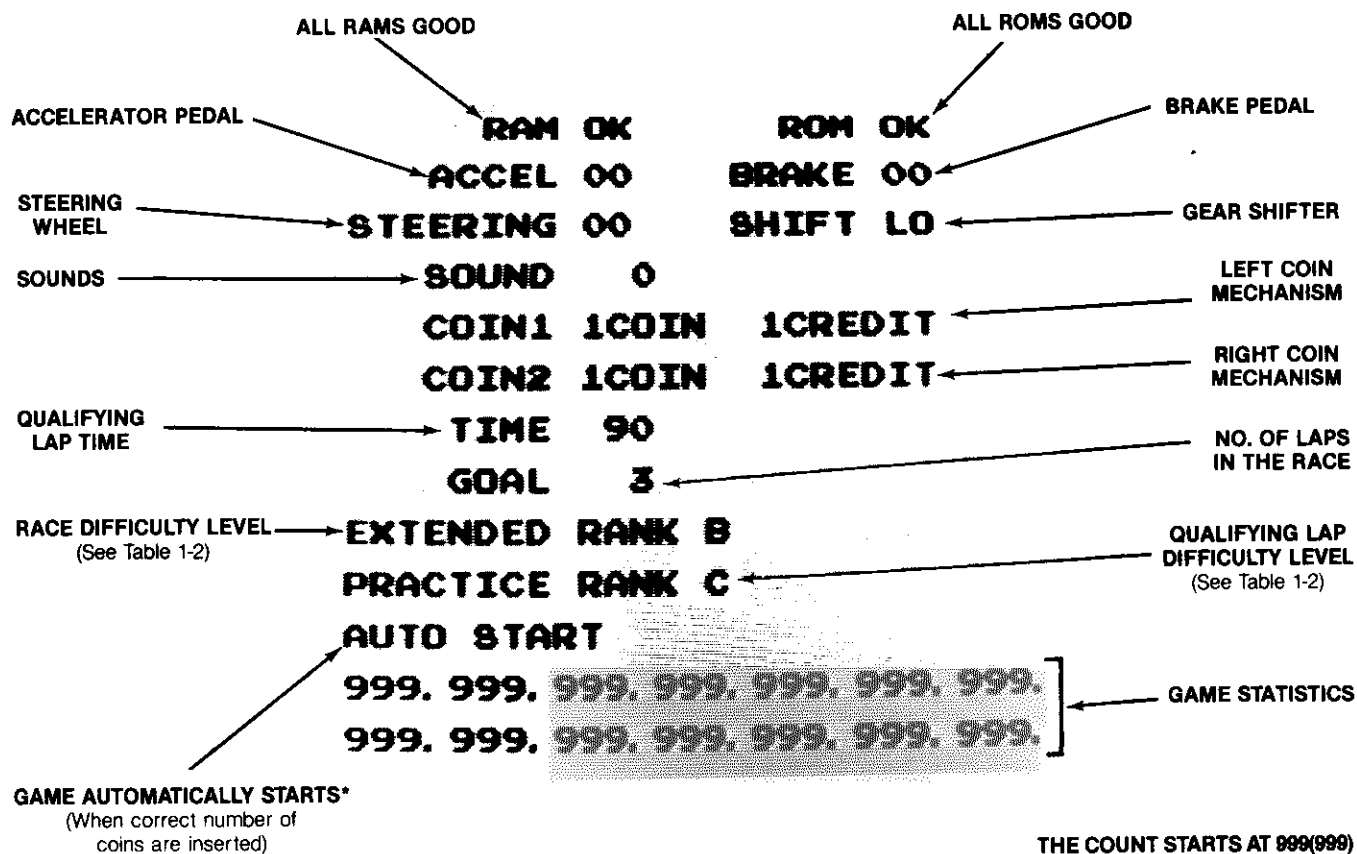 ALL RAMS GOOD
ALL ROMS GOOD
ACCELERATOR PEDAL
BRAKE PEDAL
RAM OK ROM OK
ACCEL 00 BRAKE 00
STEERING
WHEEL
STEERING 00 SHIFT LO
GEAR SHIFTER
SOUNDS
SOUND 0
LEFT COIN
MECHANISM
COIN1 1COIN 1CREDIT
COIN2 1COIN 1CREDIT
RIGHT COIN
MECHANISM
QUALIFYING
LAP TIME
TIME 90
GOAL 3
NO. OF LAPS
IN THE RACE
RACE DIFFICULTY LEVEL
(See Table 1-2)
EXTENDED RANK B
PRACTICE RANK C
QUALIFYING LAP
DIFFICULTY LEVEL
(See Table 1-2)
AUTO START
999. 999. 999. 999. 999. 999. 999.
999. 999. 999. 999. 999. 999. 999.
GAME STATISTICS
GAME AUTOMATICALLY STARTS*
(When correct number of
coins are inserted)
THE COUNT STARTS AT 999(999)